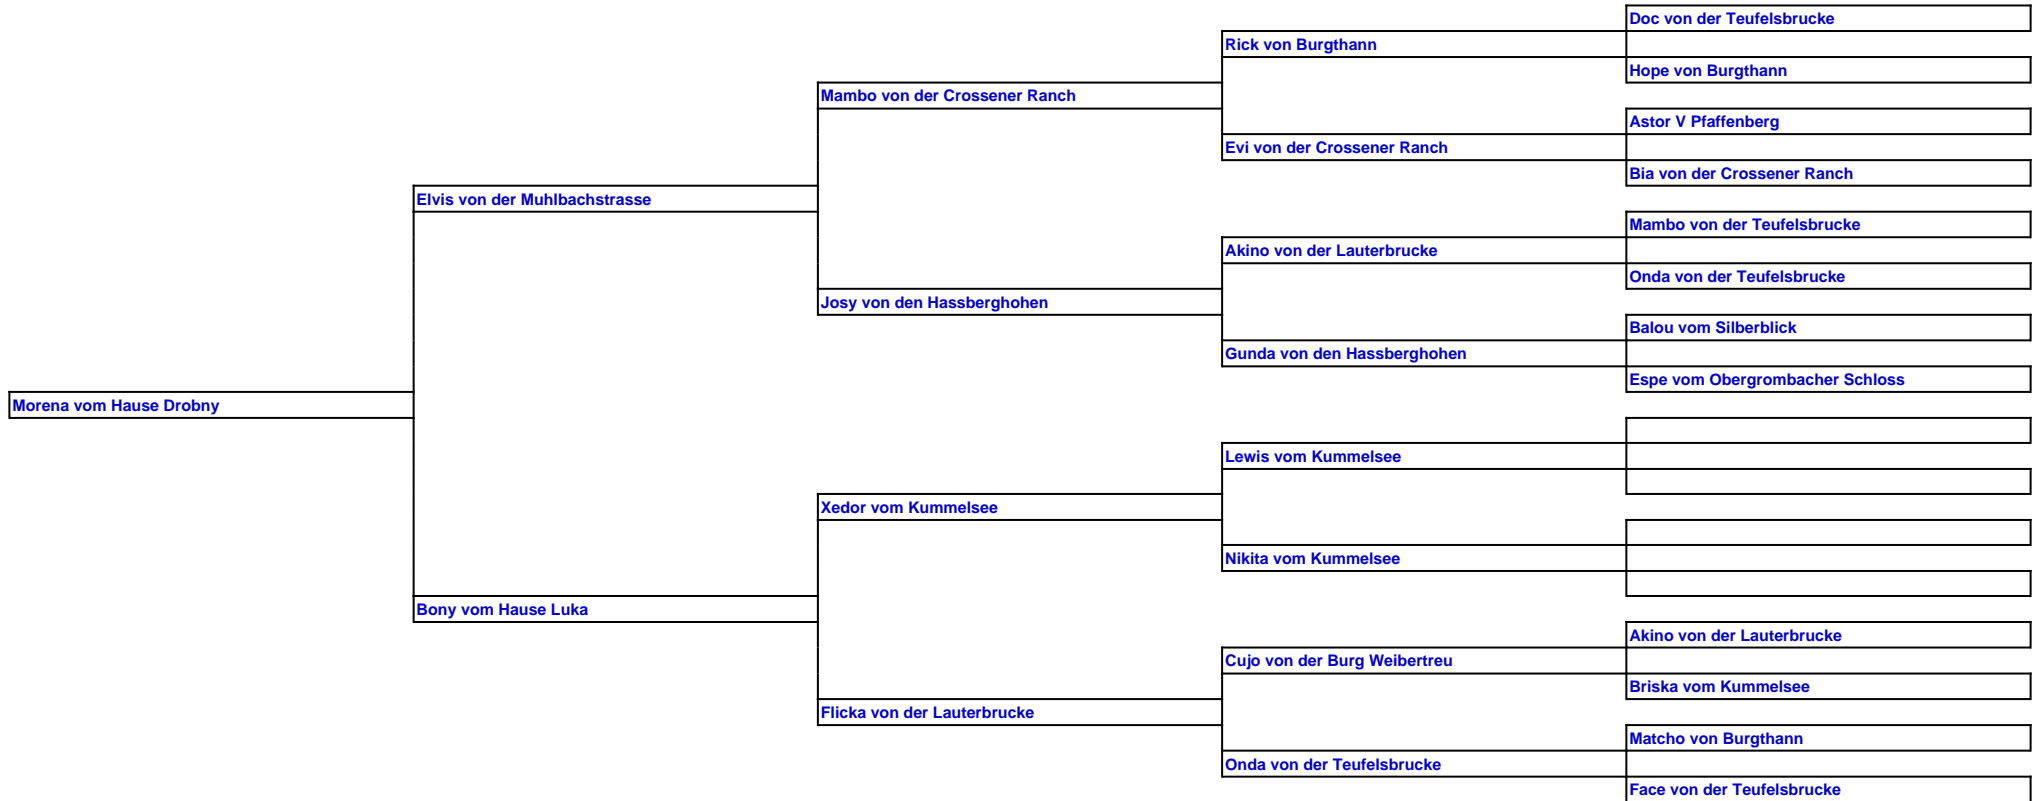 Doc von der Teufelsbrucke
Rick von Burgthann
Hope von Burgthann
Mambo von der Crossener Ranch
Astor V Pfaffenberg
Evi von der Crossener Ranch
Bia von der Crossener Ranch
Elvis von der Muhlbachstrasse
Mambo von der Teufelsbrucke
Akino von der Lauterbrucke
Onda von der Teufelsbrucke
Josy von den Hassberghohen
Balou vom Silberblick
Gunda von den Hassberghohen
Espe vom Obergrombacher Schloss
Morena vom Hause Drobny
Lewis vom Kummelsee
Xedor vom Kummelsee
Nikita vom Kummelsee
Bony vom Hause Luka
Akino von der Lauterbrucke
Cujo von der Burg Weibertreu
Briska vom Kummelsee
Flicka von der Lauterbrucke
Matcho von Burgthann
Onda von der Teufelsbrucke
Face von der Teufelsbrucke